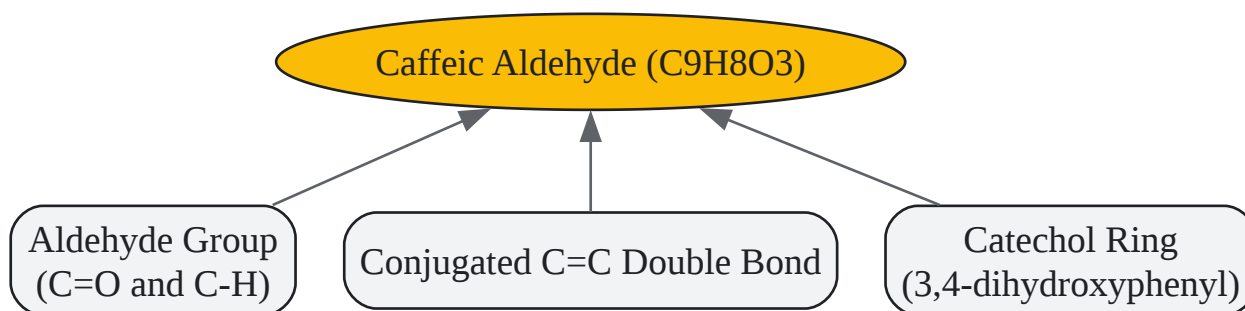 Caffeic Aldehyde (C9H8O3)
Aldehyde Group
(C=O and C-H)
Conjugated C=C Double Bond
Catechol Ring
(3,4-dihydroxyphenyl)